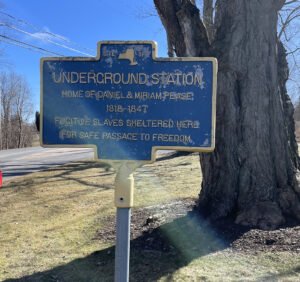 UNDERGROUND STATION
HOME OF DANIEL & MIRIAM PEASE
1818-1847
FUGITIVE SLAVES SHELTERED HERE
FOR SAFE PASSAGE TO FREEDOM